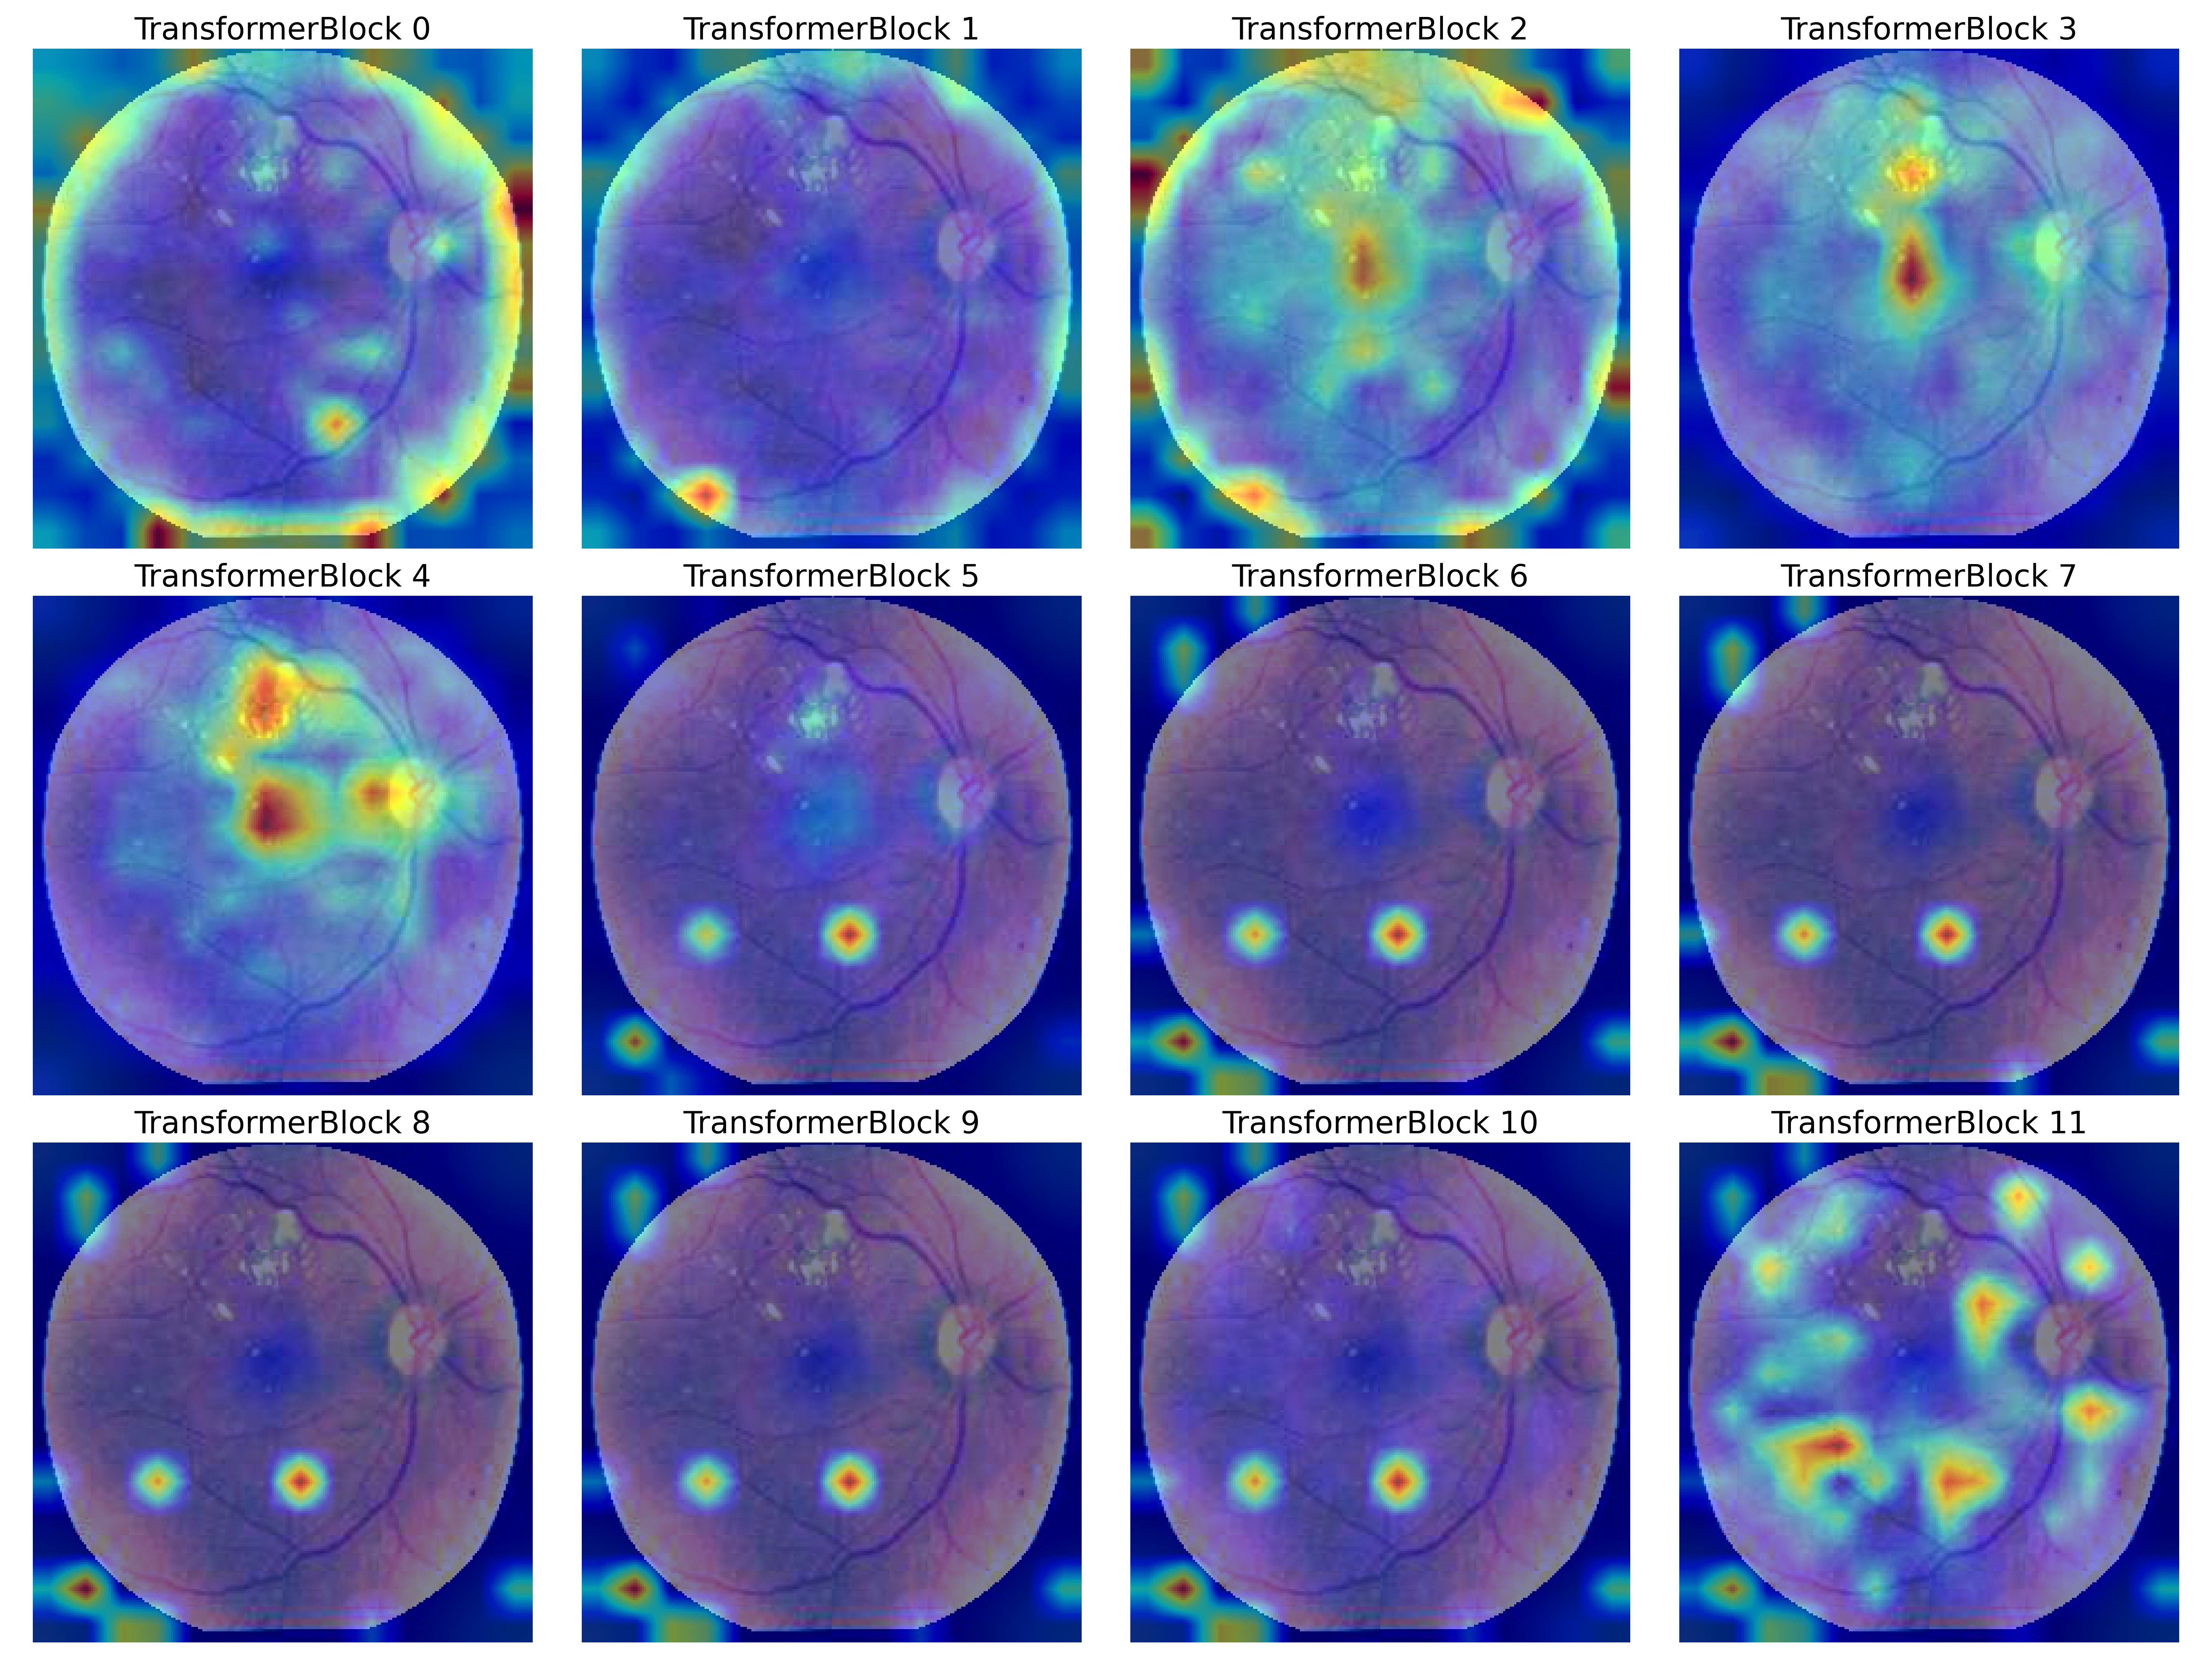 TransformerBlock 0
TransformerBlock 1
TransformerBlock 2
TransformerBlock 3
TransformerBlock 4
TransformerBlock 5
TransformerBlock 6
TransformerBlock 7
TransformerBlock 8
TransformerBlock 9
TransformerBlock 10
TransformerBlock 11